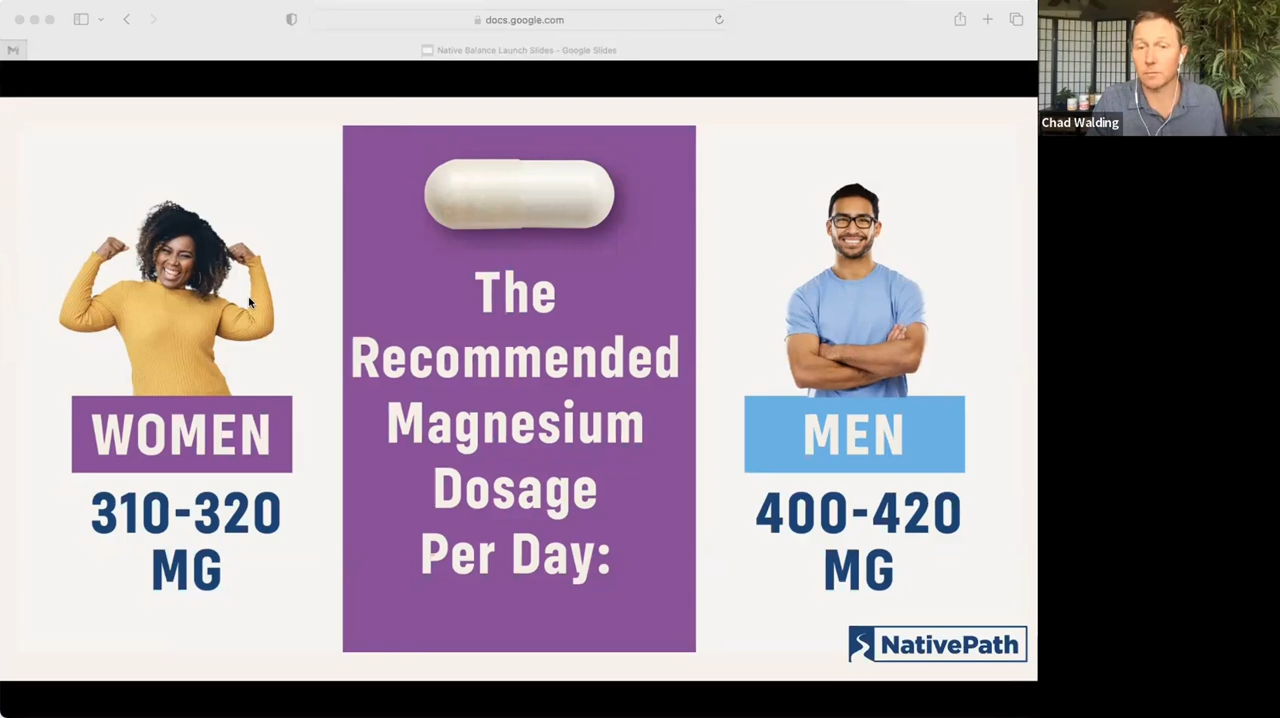 docs.google.com
M
Native Balance Launch Slides – Google Slides
Chad Walding
The
Recommended
Magnesium
Dosage
Per Day:
WOMEN
310-320
MG
MEN
400-420
MG
NativePath